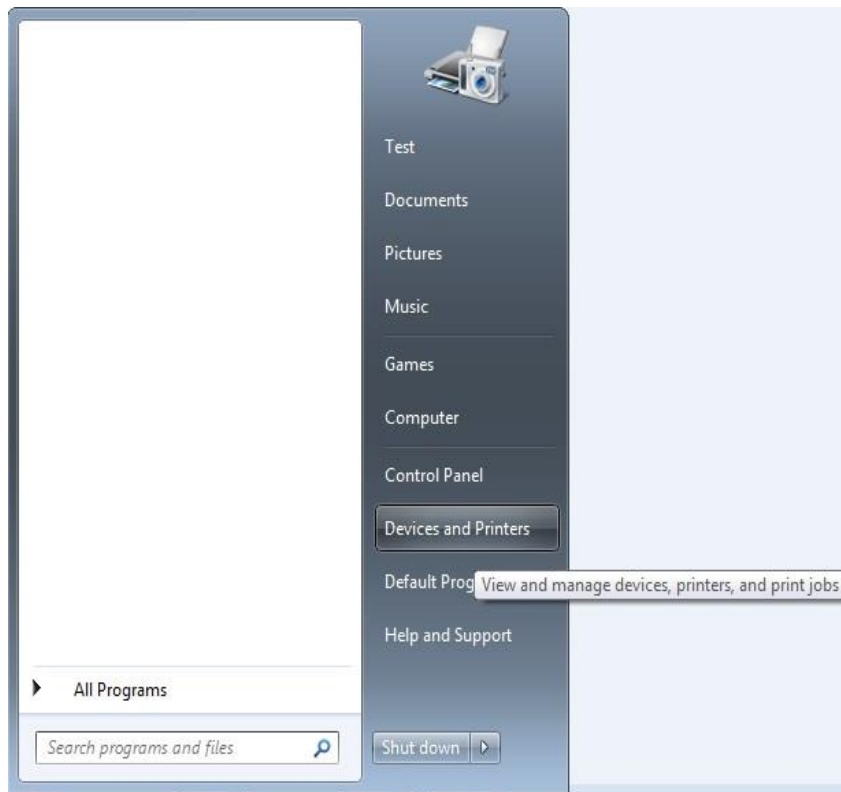 Test
Documents
Pictures
Music
Games
Computer
Control Panel
Devices and Printers
Default Prog
View and manage devices, printers, and print jobs
Help and Support
All Programs
Search programs and files
Shut down